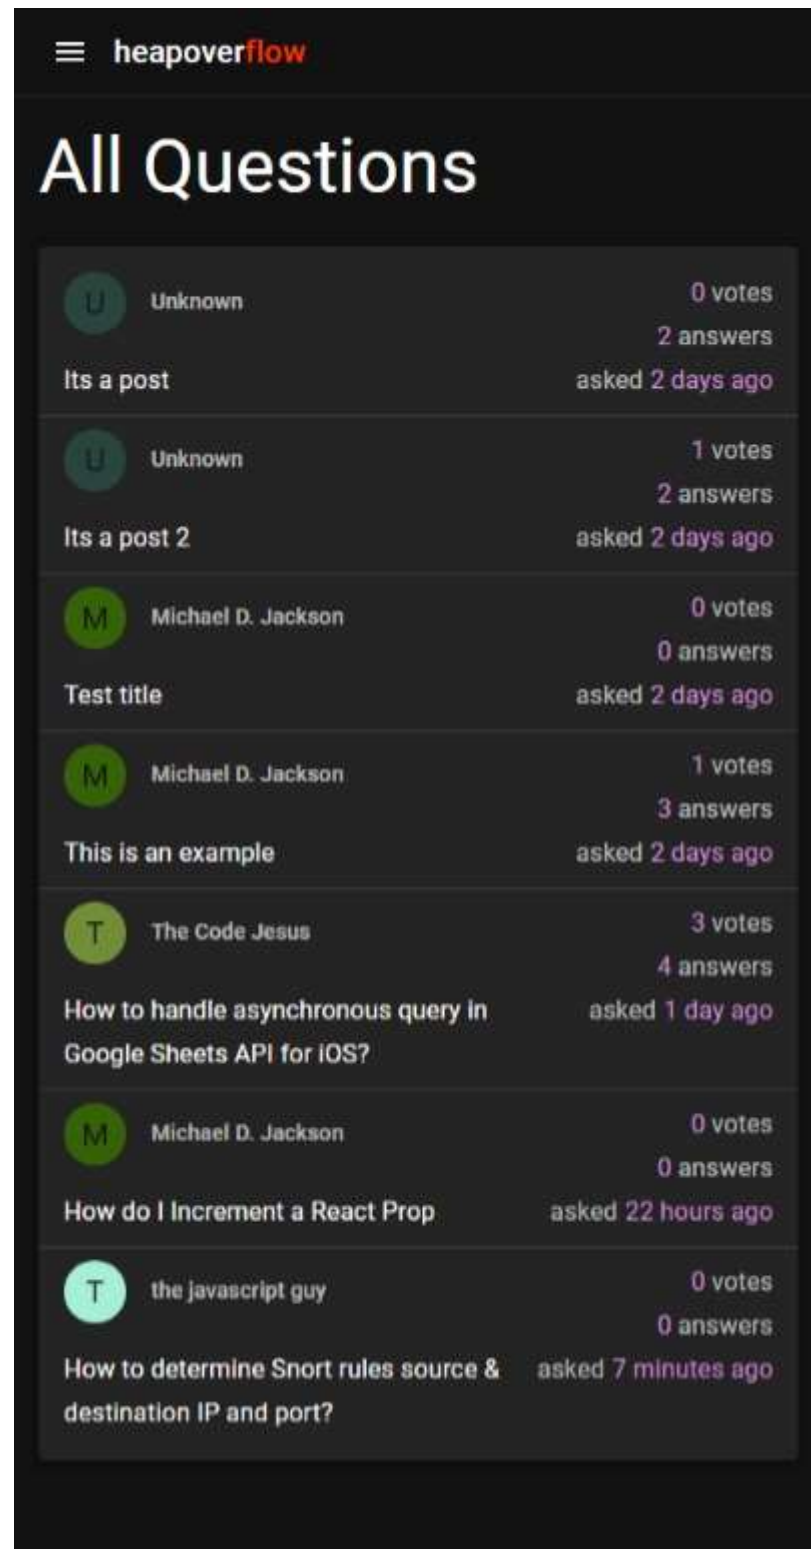 heapoverflow
All Questions
U Unknown 0 votes
2 answers
Its a post asked 2 days ago
U Unknown 1 votes
2 answers
Its a post 2 asked 2 days ago
M Michael D. Jackson 0 votes
0 answers
Test title asked 2 days ago
M Michael D. Jackson 1 votes
3 answers
This is an example asked 2 days ago
T The Code Jesus 3 votes
4 answers
How to handle asynchronous query in asked 1 day ago
Google Sheets API for iOS?
M Michael D. Jackson 0 votes
0 answers
How do I Increment a React Prop asked 22 hours ago
T the javascript guy 0 votes
0 answers
How to determine Snort rules source & asked 7 minutes ago
destination IP and port?